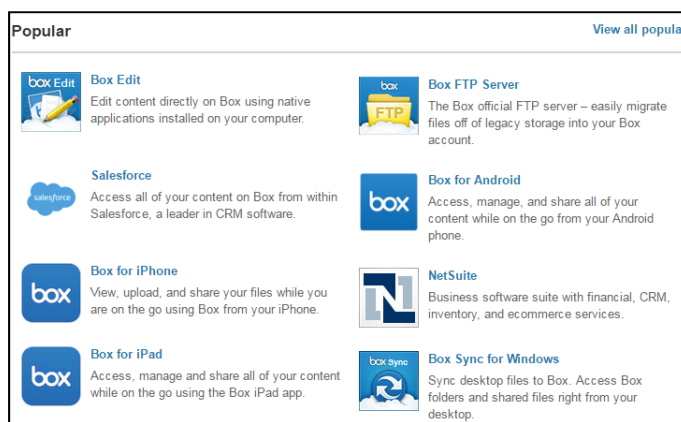 Popular
View all popula
box Edit
Box Edit
Edit content directly on Box using native
applications installed on your computer.
box
FTP
Box FTP Server
The Box official FTP server – easily migrate
files off of legacy storage into your Box
account.
salesforce
Salesforce
Access all of your content on Box from within
Salesforce, a leader in CRM software.
box
Box for Android
Access, manage, and share all of your
content while on the go from your Android
phone.
box
Box for iPhone
View, upload, and share your files while you
are on the go using Box from your iPhone.
N
NetSuite
Business software suite with financial, CRM,
inventory, and ecommerce services.
box
Box for iPad
Access, manage and share all of your content
while on the go using the Box iPad app.
box Sync
Box Sync for Windows
Sync desktop files to Box. Access Box
folders and shared files right from your
desktop.